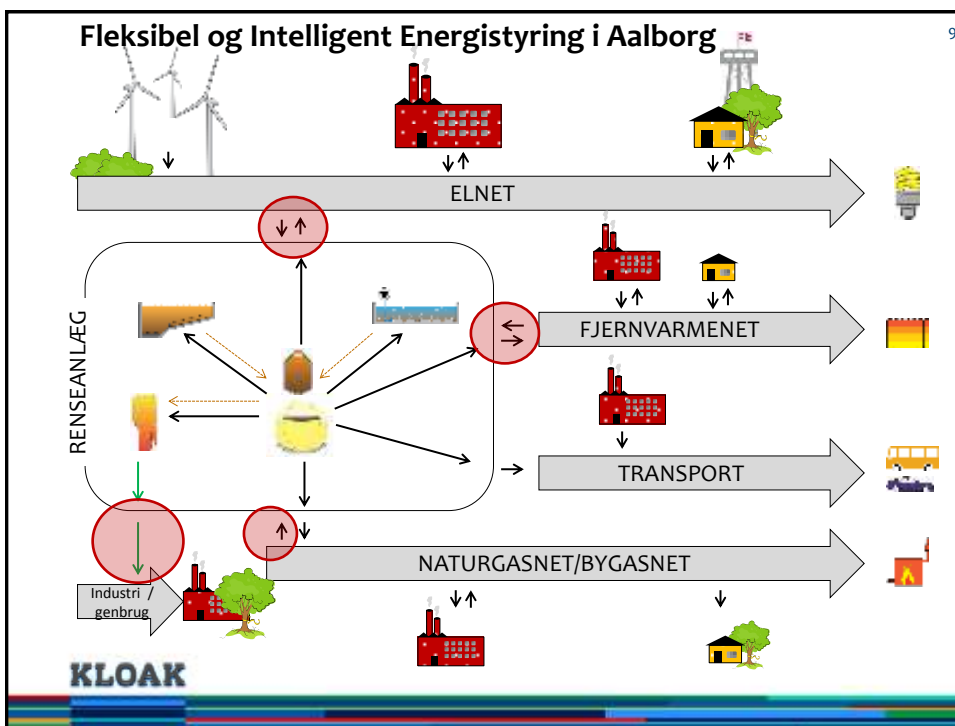 Fleksibel og Intelligent Energistyring i Aalborg
9
ELNET
RENSEANLÆG
FJERNVARMENET
TRANSPORT
NATURGASNET/BYGASNET
Industri /
genbrug
KLOAK